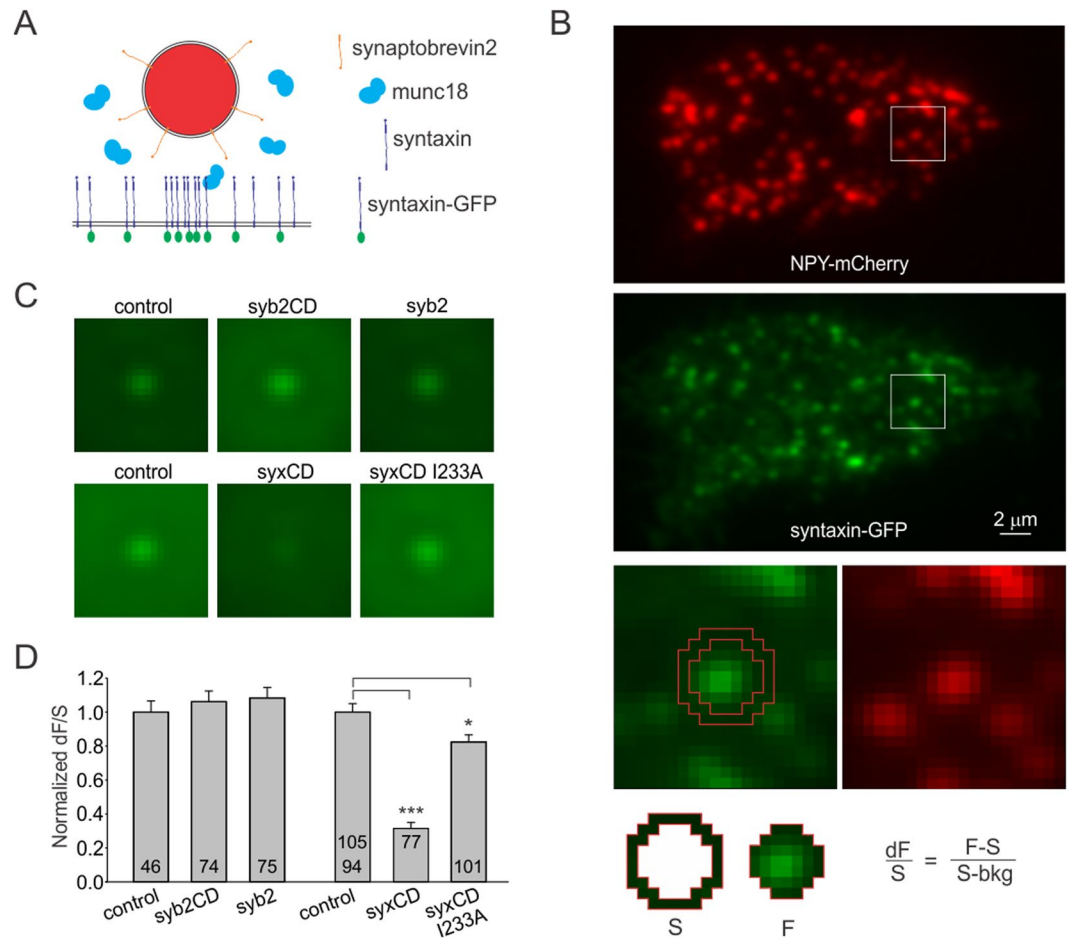 A
synaptobrevin2
munc18
syntaxin
syntaxin-GFP
B
NPY-mCherry
syntaxin-GFP
2 μm
S
F
dF/S = F-S/S-bkg
C
control
syb2CD
syb2
control
syxCD
syxCD I233A
D
Normalized dF/S
1.2
1.0
0.8
0.6
0.4
0.2
0.0
46
74
75
105
94
***
77
*
101
control
syb2CD
syb2
control
syxCD
syxCD
I233A